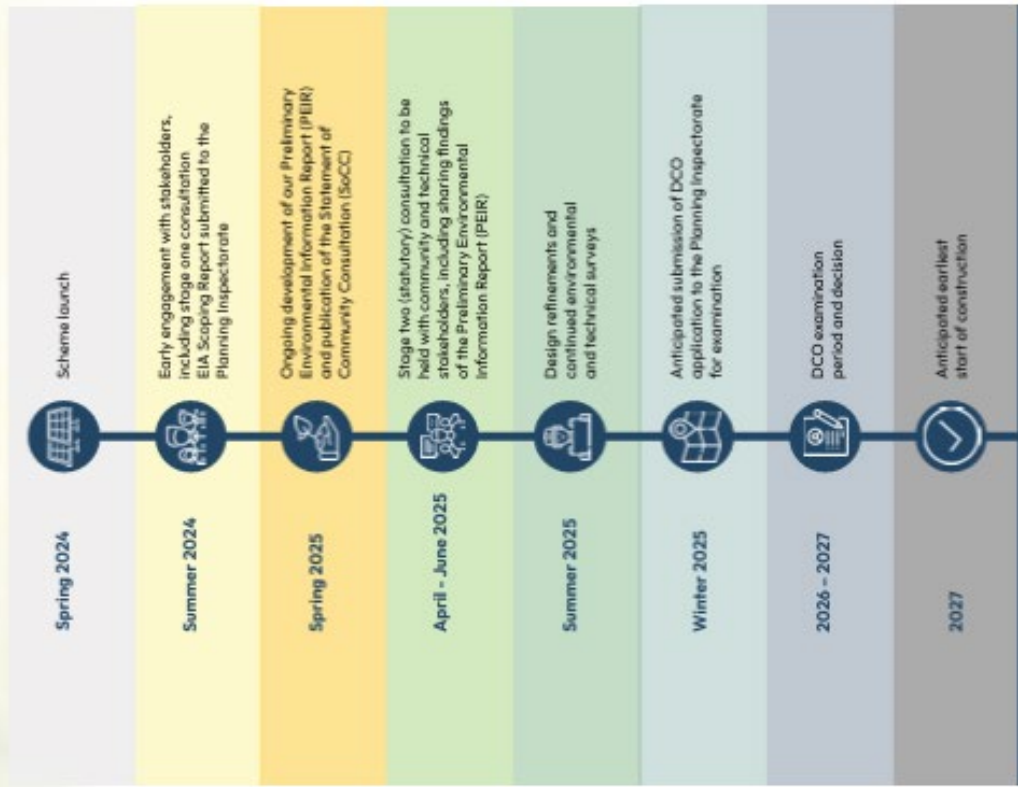 Spring 2024
Scheme launch
Summer 2024
Early engagement with stakeholders,
including stage one consultation
EIA Scoping Report submitted to the
Planning Inspectorate
Spring 2025
Ongoing development of our Preliminary
Environmental Information Report (PEIR)
and publication of the Statement of
Community Consultation (SoCC)
April - June 2025
Stage two (statutory) consultation to be
held with community and technical
stakeholders, including sharing findings
of the Preliminary Environmental
Information Report (PEIR)
Summer 2025
Design refinements and
continued environmental
and technical surveys
Winter 2025
Anticipated submission of DCO
application to the Planning Inspectorate
for examination
2026 – 2027
DCO examination
period and decision
2027
Anticipated earliest
start of construction